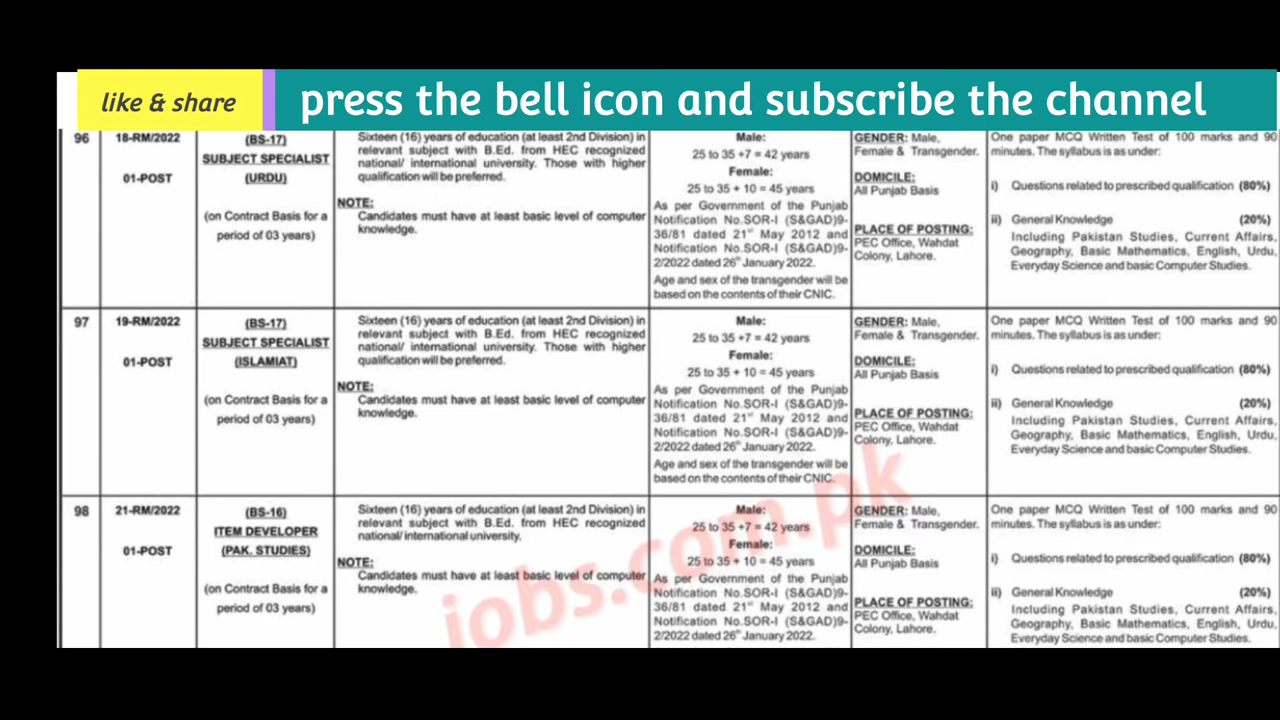 like & share
press the bell icon and subscribe the channel
96
18-RM/2022
01-POST
(BS-17)
SUBJECT SPECIALIST
(URDU)
(on Contract Basis for a
period of 03 years)
Sixteen (16) years of education (at least 2nd Division) in
relevant subject with B.Ed. from HEC recognized
national/ international university. Those with higher
qualification will be preferred.
NOTE:
Candidates must have at least basic level of computer
knowledge.
Male:
25 to 35 +7 = 42 years
Female:
25 to 35 + 10 = 45 years
As per Government of the Punjab
Notification No.SOR-I (S&GAD)9-
36/81 dated 21st May 2012 and
Notification No.SOR-I (S&GAD)9-
2/2022 dated 26th January 2022.
Age and sex of the transgender will be
based on the contents of their CNIC.
GENDER: Male,
Female & Transgender.
DOMICILE:
All Punjab Basis
PLACE OF POSTING:
PEC Office, Wahdat
Colony, Lahore.
One paper MCQ Written Test of 100 marks and 90
minutes. The syllabus is as under:
i) Questions related to prescribed qualification (80%)
ii) General Knowledge (20%)
Including Pakistan Studies, Current Affairs,
Geography, Basic Mathematics, English, Urdu,
Everyday Science and basic Computer Studies.
97
19-RM/2022
01-POST
(BS-17)
SUBJECT SPECIALIST
(ISLAMIAT)
(on Contract Basis for a
period of 03 years)
Sixteen (16) years of education (at least 2nd Division) in
relevant subject with B.Ed. from HEC recognized
national/ international university. Those with higher
qualification will be preferred.
NOTE:
Candidates must have at least basic level of computer
knowledge.
Male:
25 to 35 +7 = 42 years
Female:
25 to 35 + 10 = 45 years
As per Government of the Punjab
Notification No.SOR-I (S&GAD)9-
36/81 dated 21st May 2012 and
Notification No.SOR-I (S&GAD)9-
2/2022 dated 26th January 2022.
Age and sex of the transgender will be
based on the contents of their CNIC.
GENDER: Male,
Female & Transgender.
DOMICILE:
All Punjab Basis
PLACE OF POSTING:
PEC Office, Wahdat
Colony, Lahore.
One paper MCQ Written Test of 100 marks and 90
minutes. The syllabus is as under:
i) Questions related to prescribed qualification (80%)
ii) General Knowledge (20%)
Including Pakistan Studies, Current Affairs,
Geography, Basic Mathematics, English, Urdu,
Everyday Science and basic Computer Studies.
98
21-RM/2022
01-POST
(BS-16)
ITEM DEVELOPER
(PAK. STUDIES)
(on Contract Basis for a
period of 03 years)
Sixteen (16) years of education (at least 2nd Division) in
relevant subject with B.Ed. from HEC recognized
national/ international university.
NOTE:
Candidates must have at least basic level of computer
knowledge.
Male:
25 to 35 +7 = 42 years
Female:
25 to 35 + 10 = 45 years
As per Government of the Punjab
Notification No.SOR-I (S&GAD)9-
36/81 dated 21st May 2012 and
Notification No.SOR-I (S&GAD)9-
2/2022 dated 26th January 2022.
GENDER: Male,
Female & Transgender.
DOMICILE:
All Punjab Basis
PLACE OF POSTING:
PEC Office, Wahdat
Colony, Lahore.
One paper MCQ Written Test of 100 marks and 90
minutes. The syllabus is as under:
i) Questions related to prescribed qualification (80%)
ii) General Knowledge (20%)
Including Pakistan Studies, Current Affairs,
Geography, Basic Mathematics, English, Urdu,
Everyday Science and basic Computer Studies.
jobs.com.pk